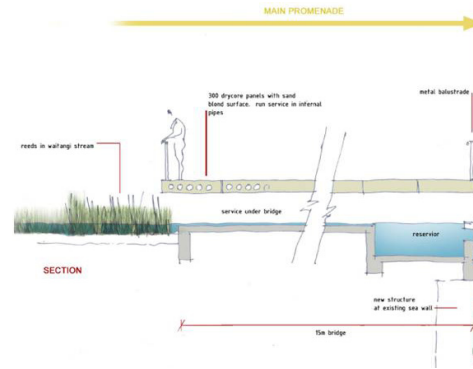 MAIN PROMENADE
300 drycore panels with sand
blond surface. run service in internal
pipes
metal balustrade
reeds in waitangi stream
service under bridge
reservior
SECTION
new structure
at existing sea wall
15m bridge